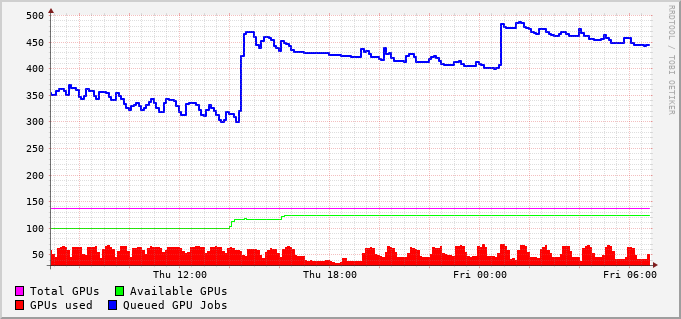 500
450
400
350
300
250
200
150
100
50
Thu 12:00 Thu 18:00 Fri 00:00 Fri 06:00
Total GPUs Available GPUs
GPUs used Queued GPU Jobs
RRDTOOL / TOBI OETIKER